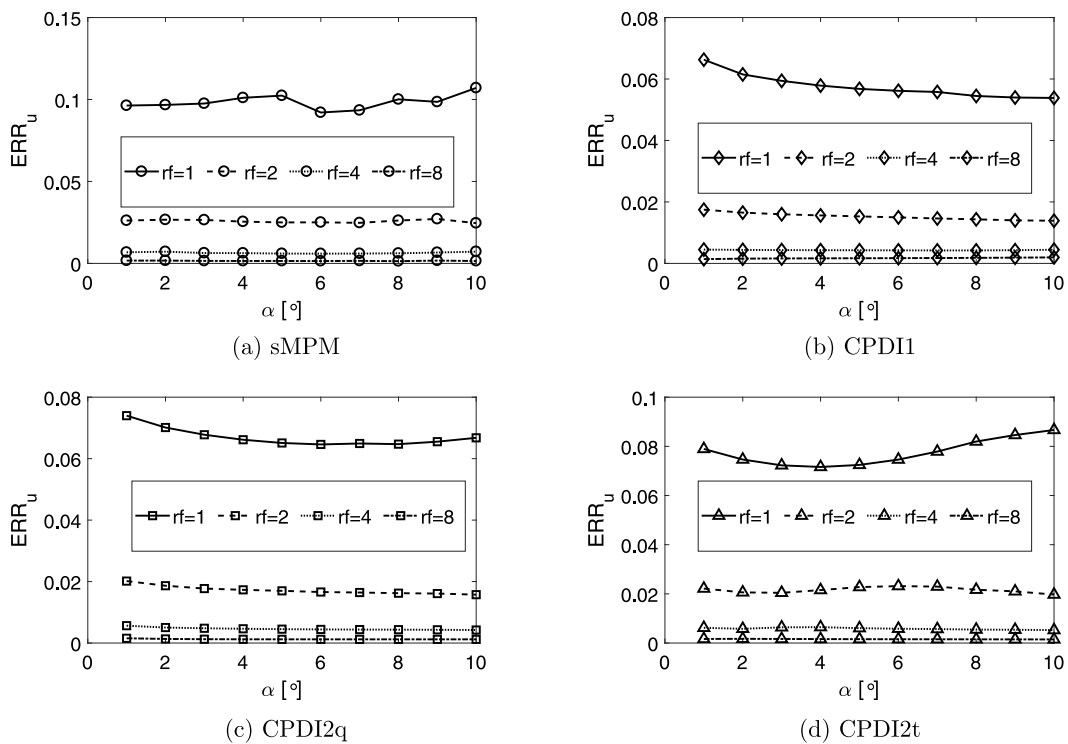 0.15
0.1
0.05
0
ERR_u
rf=1 rf=2 rf=4 rf=8
0 2 4 6 8 10
α [°]
(a) sMPM
0.08
0.06
0.04
0.02
0
ERR_u
rf=1 rf=2 rf=4 rf=8
0 2 4 6 8 10
α [°]
(b) CPDI1
0.08
0.06
0.04
0.02
0
ERR_u
rf=1 rf=2 rf=4 rf=8
0 2 4 6 8 10
α [°]
(c) CPDI2q
0.1
0.08
0.06
0.04
0.02
0
ERR_u
rf=1 rf=2 rf=4 rf=8
0 2 4 6 8 10
α [°]
(d) CPDI2t